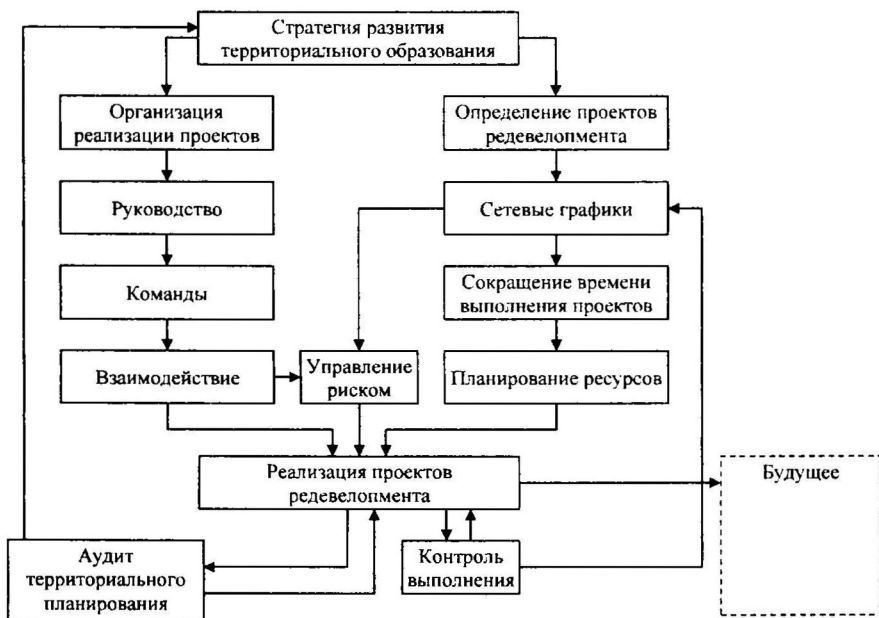 Стратегия развития
территориального образования
Организация
реализации проектов
Определение проектов
редевелопмента
Руководство
Сетевые графики
Команды
Сокращение времени
выполнения проектов
Взаимодействие
Управление
риском
Планирование ресурсов
Реализация проектов
редевелопмента
Будущее
Аудит
территориального
планирования
Контроль
выполнения